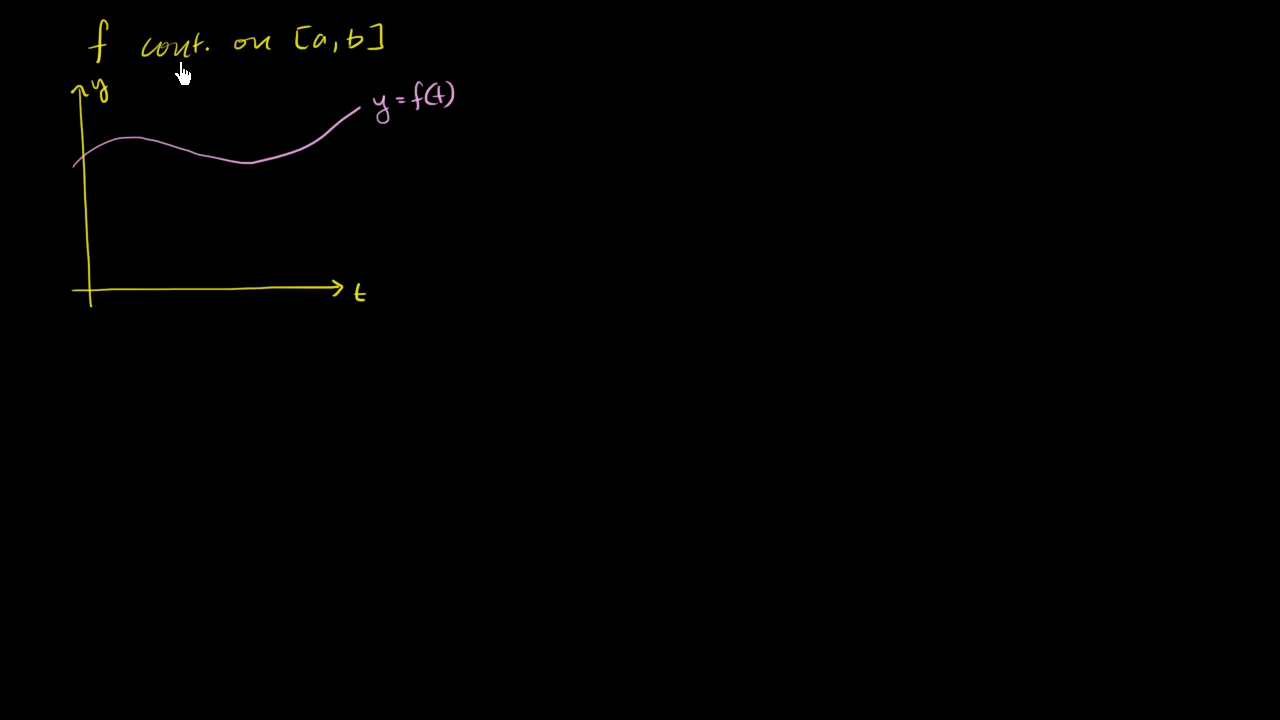 f cont. on [a, b]
y
y = f(t)
t